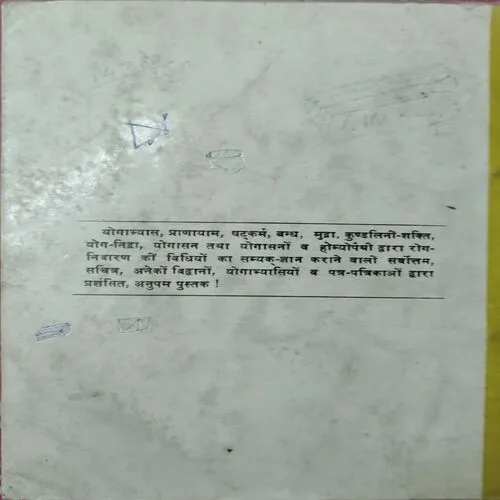 योगाभ्यास, प्राणायाम, षट्कर्म, बन्ध, मुद्रा, कुण्डलिनी-शक्ति,
योग-निद्रा, योगासन तथा योगासनों व होम्योपैथी द्वारा रोग-
निवारण की विधियों का सम्यक्-ज्ञान कराने वाली सर्वोत्तम,
सचित्र, अनेकों विद्वानों, योगाभ्यासियों व पत्र-पत्रिकाओं द्वारा
प्रशंसित, अनुपम पुस्तक !